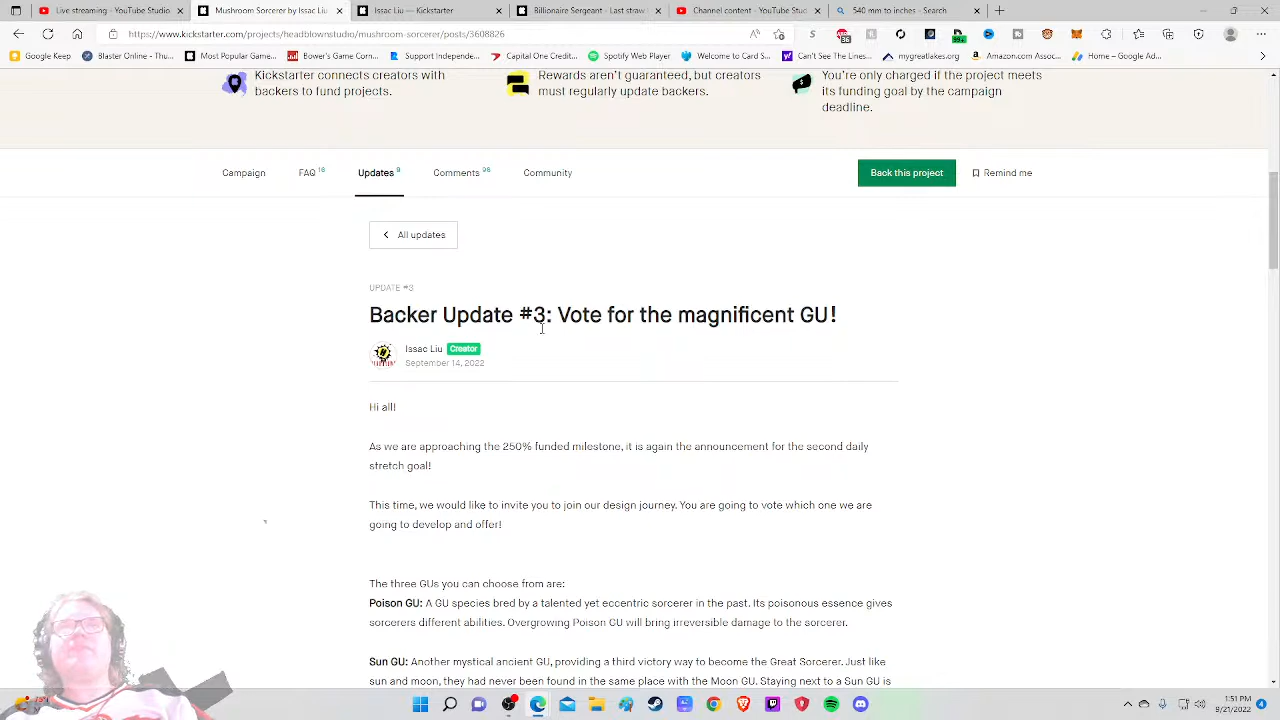 Live streaming - YouTube Studio
Mushroom Sorcerer by Issac Liu
Issac Liu — Kickstarter
Billionaire Sergeant - Last straw
Channel content - YouTube Studio
540 mm to inches - Search
https://www.kickstarter.com/projects/headblownstudio/mushroom-sorcerer/posts/3608826
Google Keep
Blaster Online - Thu...
Most Popular Projec...
Bowen's Game Corn...
Support Independe...
Capital One Credit...
Spotify Web Player
Welcome to Card S...
See The Lines...
mygreatlakes.org
Amazon.com Assoc...
Home – Google Ad...
Kickstarter connects creators with
backers to fund projects.
Rewards aren't guaranteed, but creators
must regularly update backers.
You're only charged if the project meets
its funding goal by the campaign
deadline.
Campaign
FAQ 18
Updates 9
Comments 98
Community
Back this project
Remind me
All updates
UPDATE #3
Backer Update #3: Vote for the magnificent GU!
Issac Liu Creator
September 14, 2022
Hi all!
As we are approaching the 250% funded milestone, it is again the announcement for the second daily
stretch goal!
This time, we would like to invite you to join our design journey. You are going to vote which one we are
going to develop and offer!
The three GUs you can choose from are:
Poison GU: A GU species bred by a talented yet eccentric sorcerer in the past. Its poisonous essence gives
sorcerers different abilities. Overgrowing Poison GU will bring irreversible damage to the sorcerer.
Sun GU: Another mystical ancient GU, providing a third victory way to become the Great Sorcerer. Just like
sun and moon, they had never been found in the same place with the Moon GU. Staying next to a Sun GU is
1:51 PM
9/21/2022